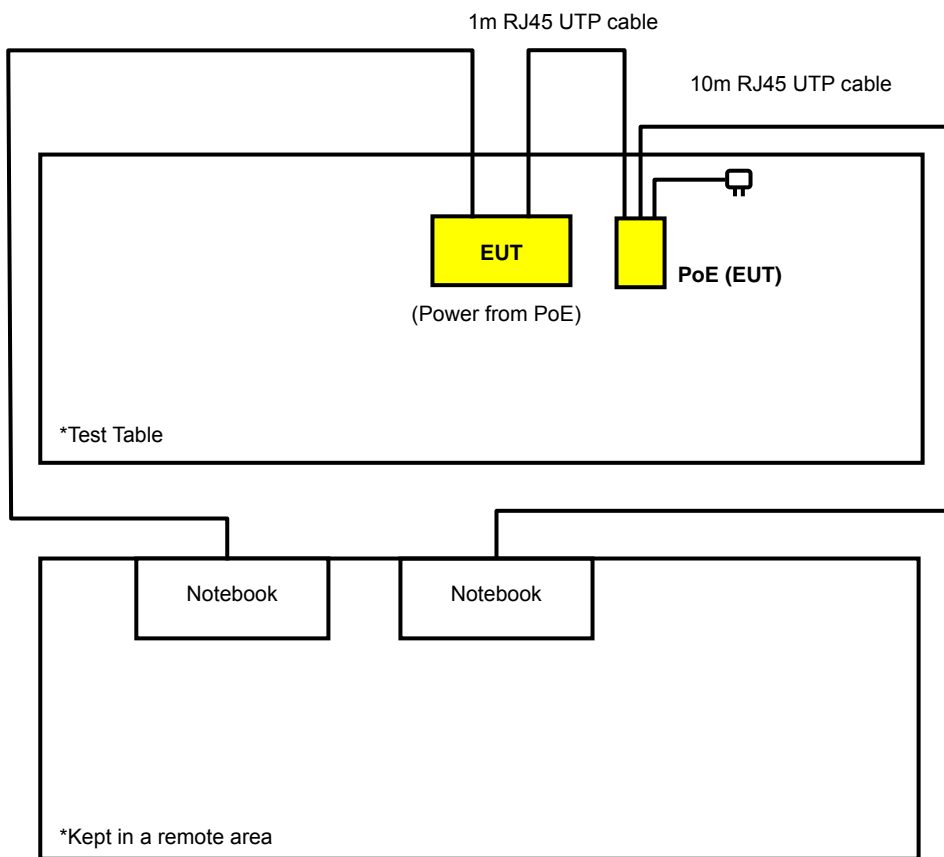 1m RJ45 UTP cable
10m RJ45 UTP cable
EUT
PoE (EUT)
(Power from PoE)
*Test Table
Notebook
Notebook
*Kept in a remote area